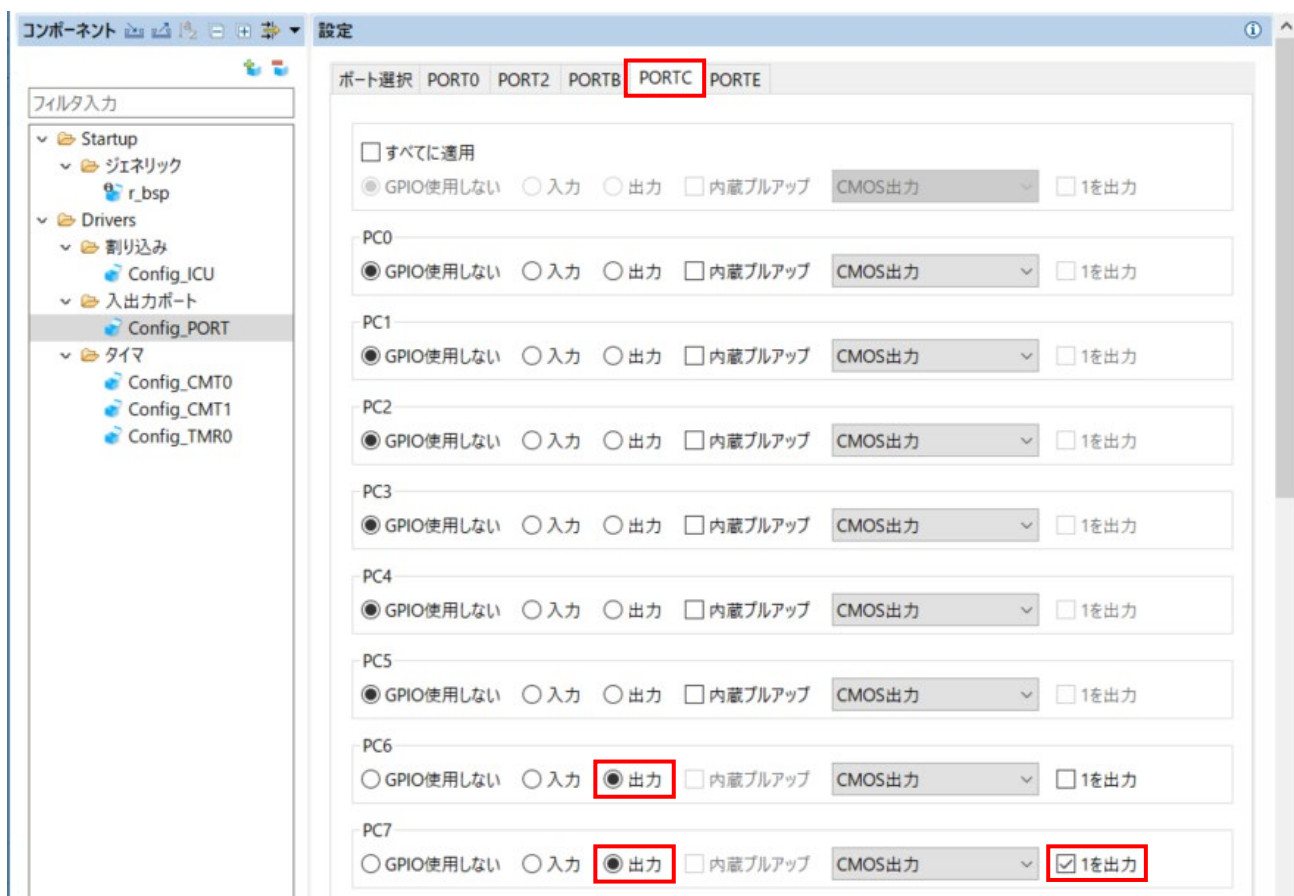 コンポーネント
設定
フィルタ入力
Startup
ジェネリック
r_bsp
Drivers
割り込み
Config_ICU
入出力ポート
Config_PORT
タイマ
Config_CMT0
Config_CMT1
Config_TMR0
ポート選択 PORT0 PORT2 PORTB PORTC PORTE
すべてに適用
GPIO使用しない 入力 出力 内蔵プルアップ CMOS出力 1を出力
PC0
GPIO使用しない 入力 出力 内蔵プルアップ CMOS出力 1を出力
PC1
GPIO使用しない 入力 出力 内蔵プルアップ CMOS出力 1を出力
PC2
GPIO使用しない 入力 出力 内蔵プルアップ CMOS出力 1を出力
PC3
GPIO使用しない 入力 出力 内蔵プルアップ CMOS出力 1を出力
PC4
GPIO使用しない 入力 出力 内蔵プルアップ CMOS出力 1を出力
PC5
GPIO使用しない 入力 出力 内蔵プルアップ CMOS出力 1を出力
PC6
GPIO使用しない 入力 出力 内蔵プルアップ CMOS出力 1を出力
PC7
GPIO使用しない 入力 出力 内蔵プルアップ CMOS出力 1を出力